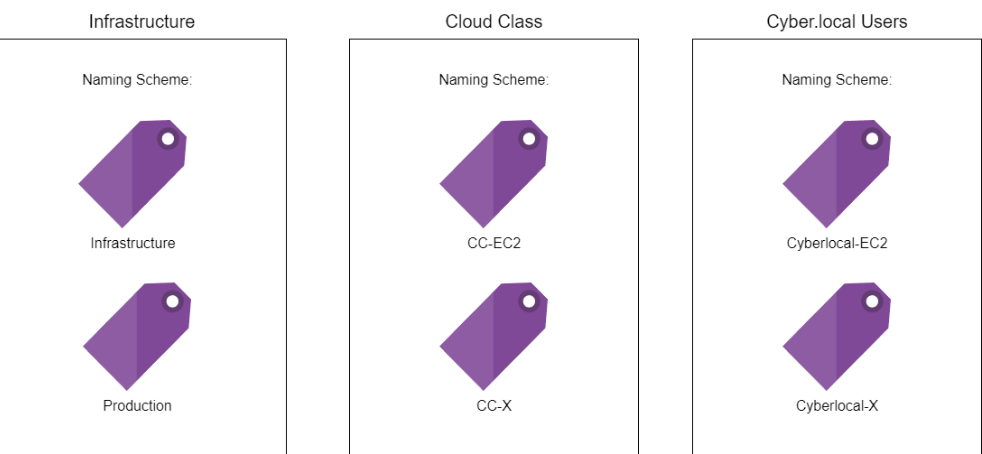 Infrastructure
Naming Scheme:
Infrastructure
Production
Cloud Class
Naming Scheme:
CC-EC2
CC-X
Cyber.local Users
Naming Scheme:
Cyberlocal-EC2
Cyberlocal-X